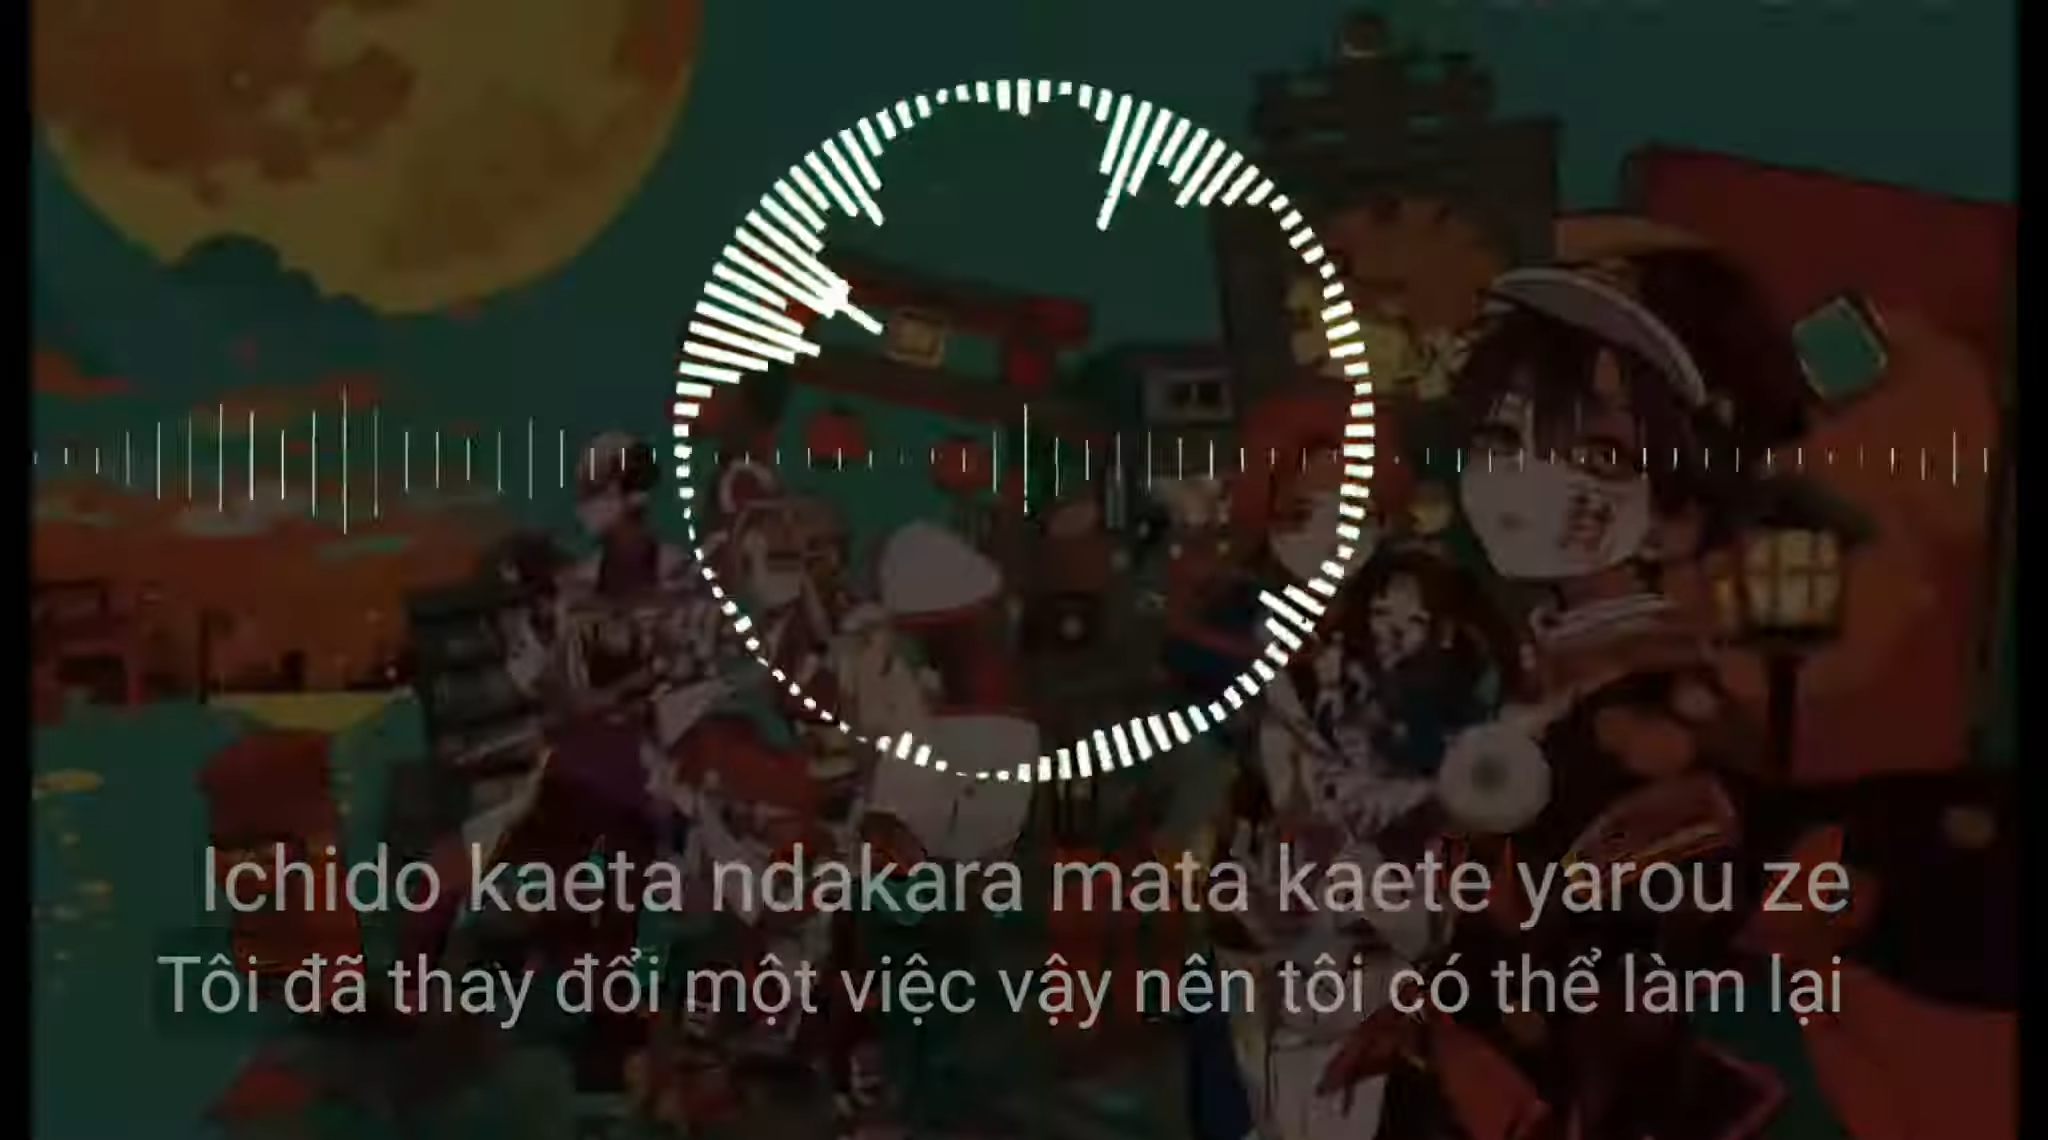 Ichido kaeta ndakara mata kaete yarou ze
Tôi đã thay đổi một việc vậy nên tôi có thể làm lại